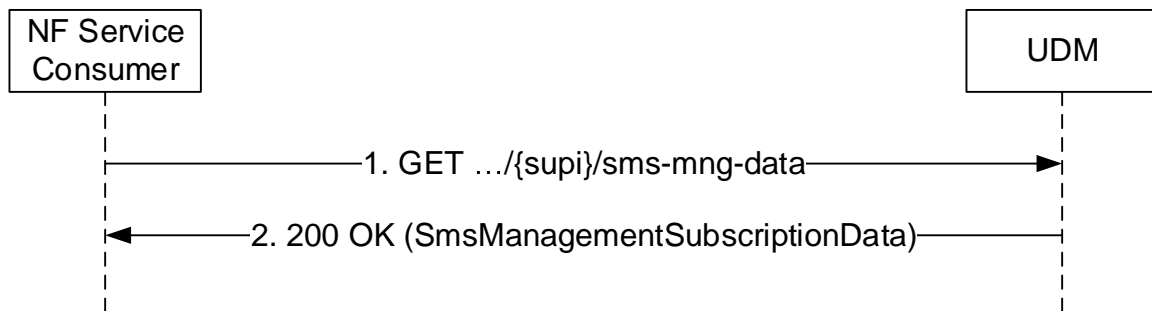 NF Service
Consumer
UDM
1. GET …/{supi}/sms-mng-data
2. 200 OK (SmsManagementSubscriptionData)